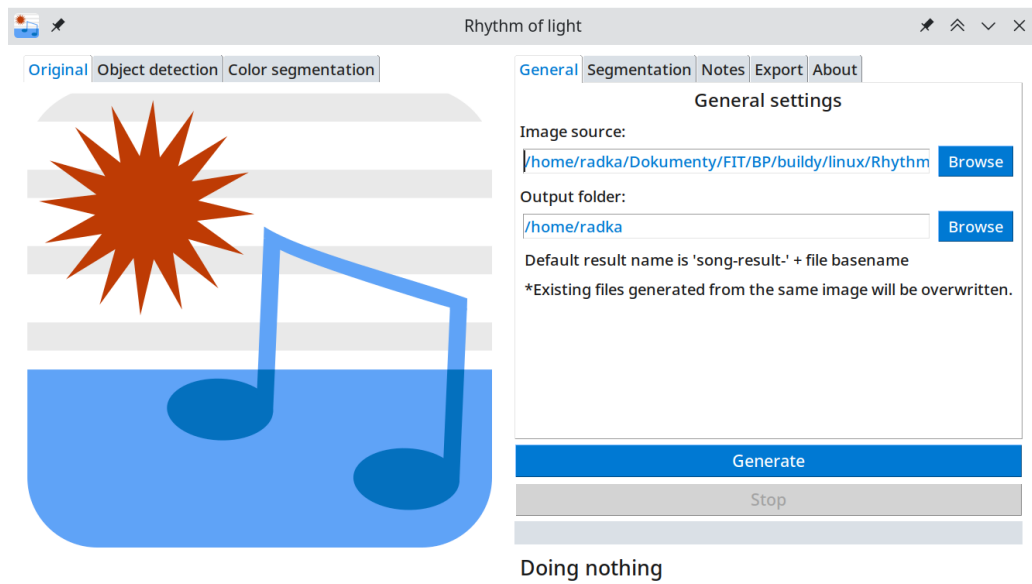 Rhythm of light
Original Object detection Color segmentation
General Segmentation Notes Export About
General settings
Image source:
/home/radka/Dokumenty/FIT/BP/buildy/linux/Rhythm Browse
Output folder:
/home/radka Browse
Default result name is 'song-result-' + file basename
*Existing files generated from the same image will be overwritten.
Generate
Stop
Doing nothing